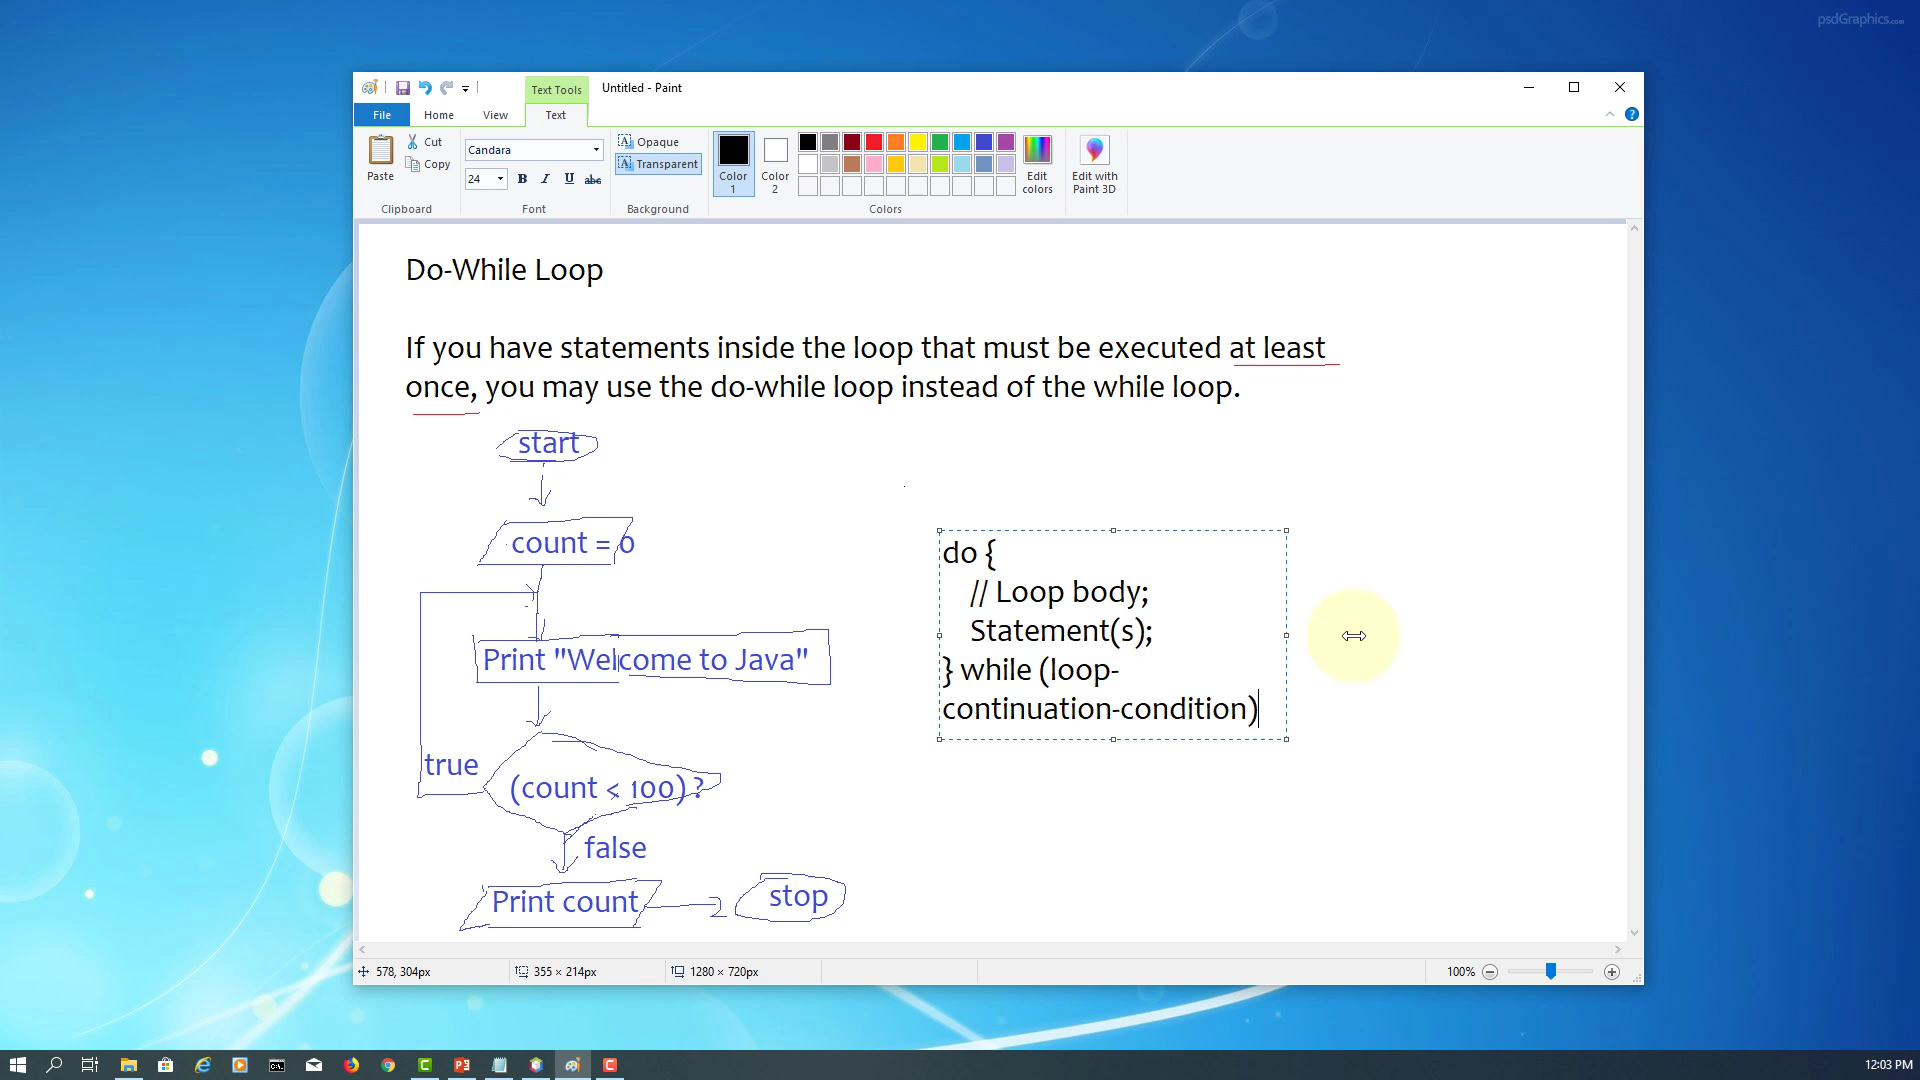 psdGraphics.com
Text Tools
Untitled - Paint
File
Home
View
Text
Paste
Cut
Copy
Clipboard
Candara
24
B
I
U
abc
Font
Opaque
Transparent
Background
Color
1
Color
2
Edit
colors
Colors
Edit with
Paint 3D
Do-While Loop
If you have statements inside the loop that must be executed at least
once, you may use the do-while loop instead of the while loop.
start
count = 0
Print "Welcome to Java"
true
(count < 100) ?
false
Print count
stop
do {
// Loop body;
Statement(s);
} while (loop-
continuation-condition)
578, 304px
355 × 214px
1280 × 720px
100%
12:03 PM